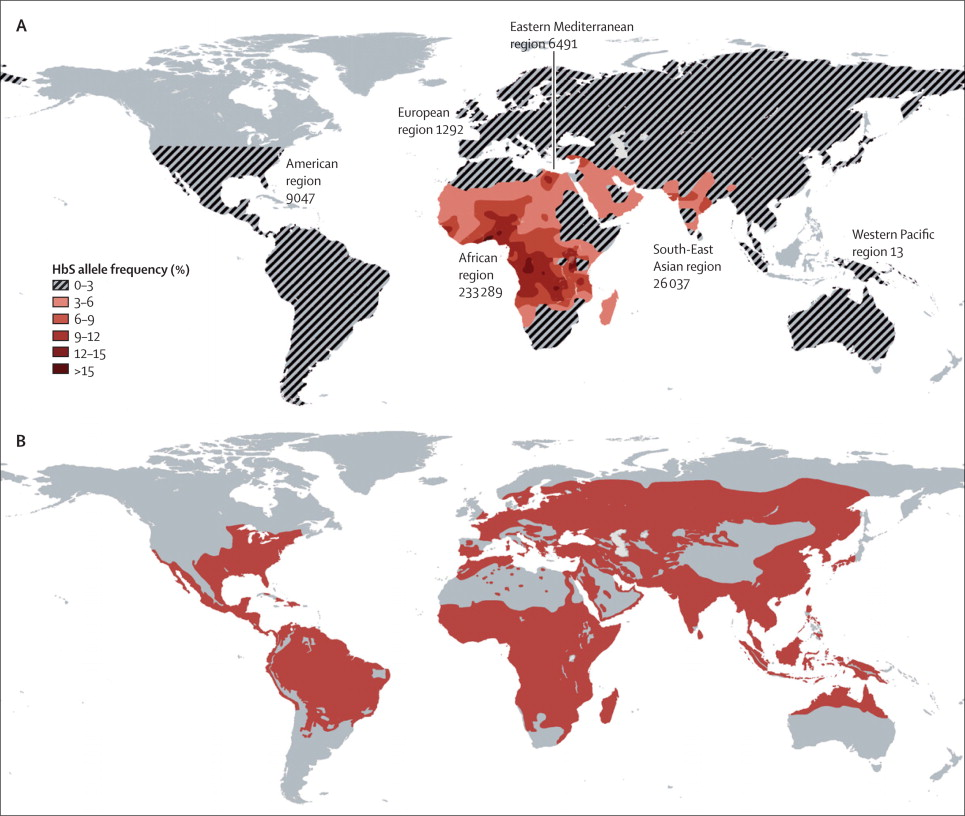 A
Eastern Mediterranean
region 6491
European
region 1292
American
region
9047
African
region
233 289
South-East
Asian region
26 037
Western Pacific
region 13
HbS allele frequency (%)
0–3
3–6
6–9
9–12
12–15
>15
B